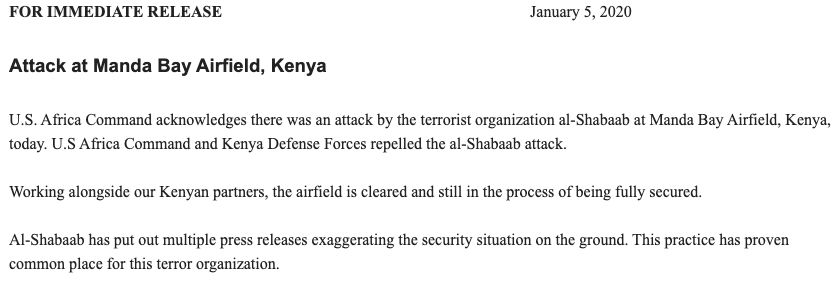 FOR IMMEDIATE RELEASE January 5, 2020
Attack at Manda Bay Airfield, Kenya
U.S. Africa Command acknowledges there was an attack by the terrorist organization al-Shabaab at Manda Bay Airfield, Kenya,
today. U.S Africa Command and Kenya Defense Forces repelled the al-Shabaab attack.
Working alongside our Kenyan partners, the airfield is cleared and still in the process of being fully secured.
Al-Shabaab has put out multiple press releases exaggerating the security situation on the ground. This practice has proven
common place for this terror organization.